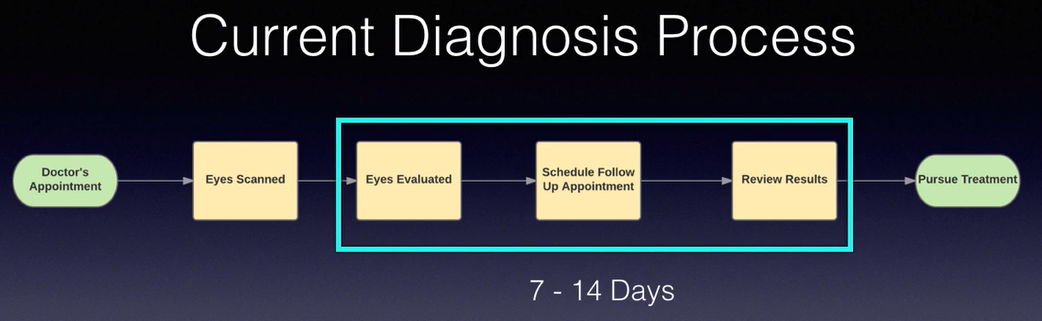 Current Diagnosis Process
Doctor's
Appointment
Eyes Scanned
Eyes Evaluated
Schedule Follow
Up Appointment
Review Results
Pursue Treatment
7 - 14 Days